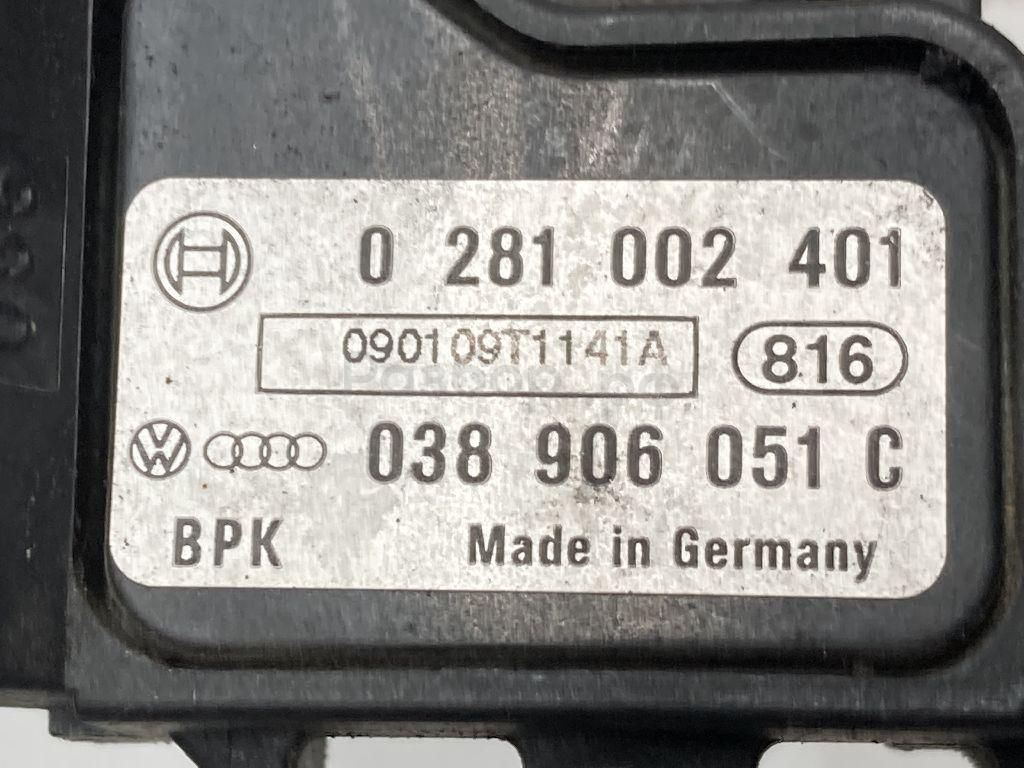 0 281 002 401
090109T1141A
816
038 906 051 C
BPK
Made in Germany